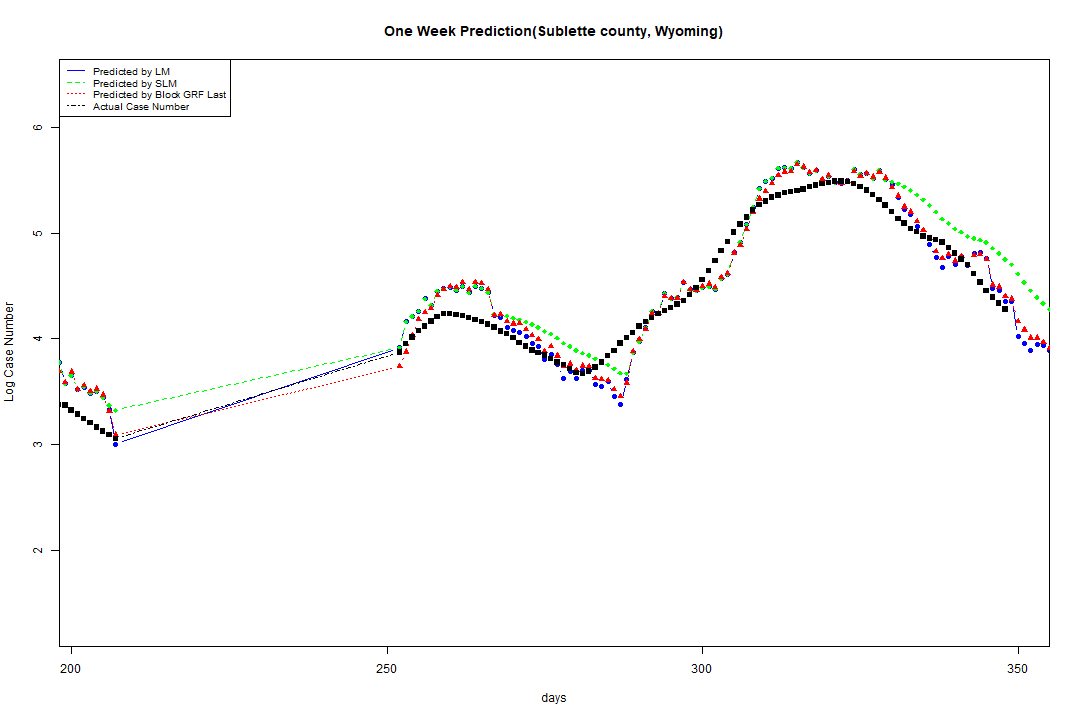 One Week Prediction(Sublette county, Wyoming)
Predicted by LM
Predicted by SLM
Predicted by Block GRF Last
Actual Case Number
Log Case Number
6
5
4
3
2
200 250 300 350
days